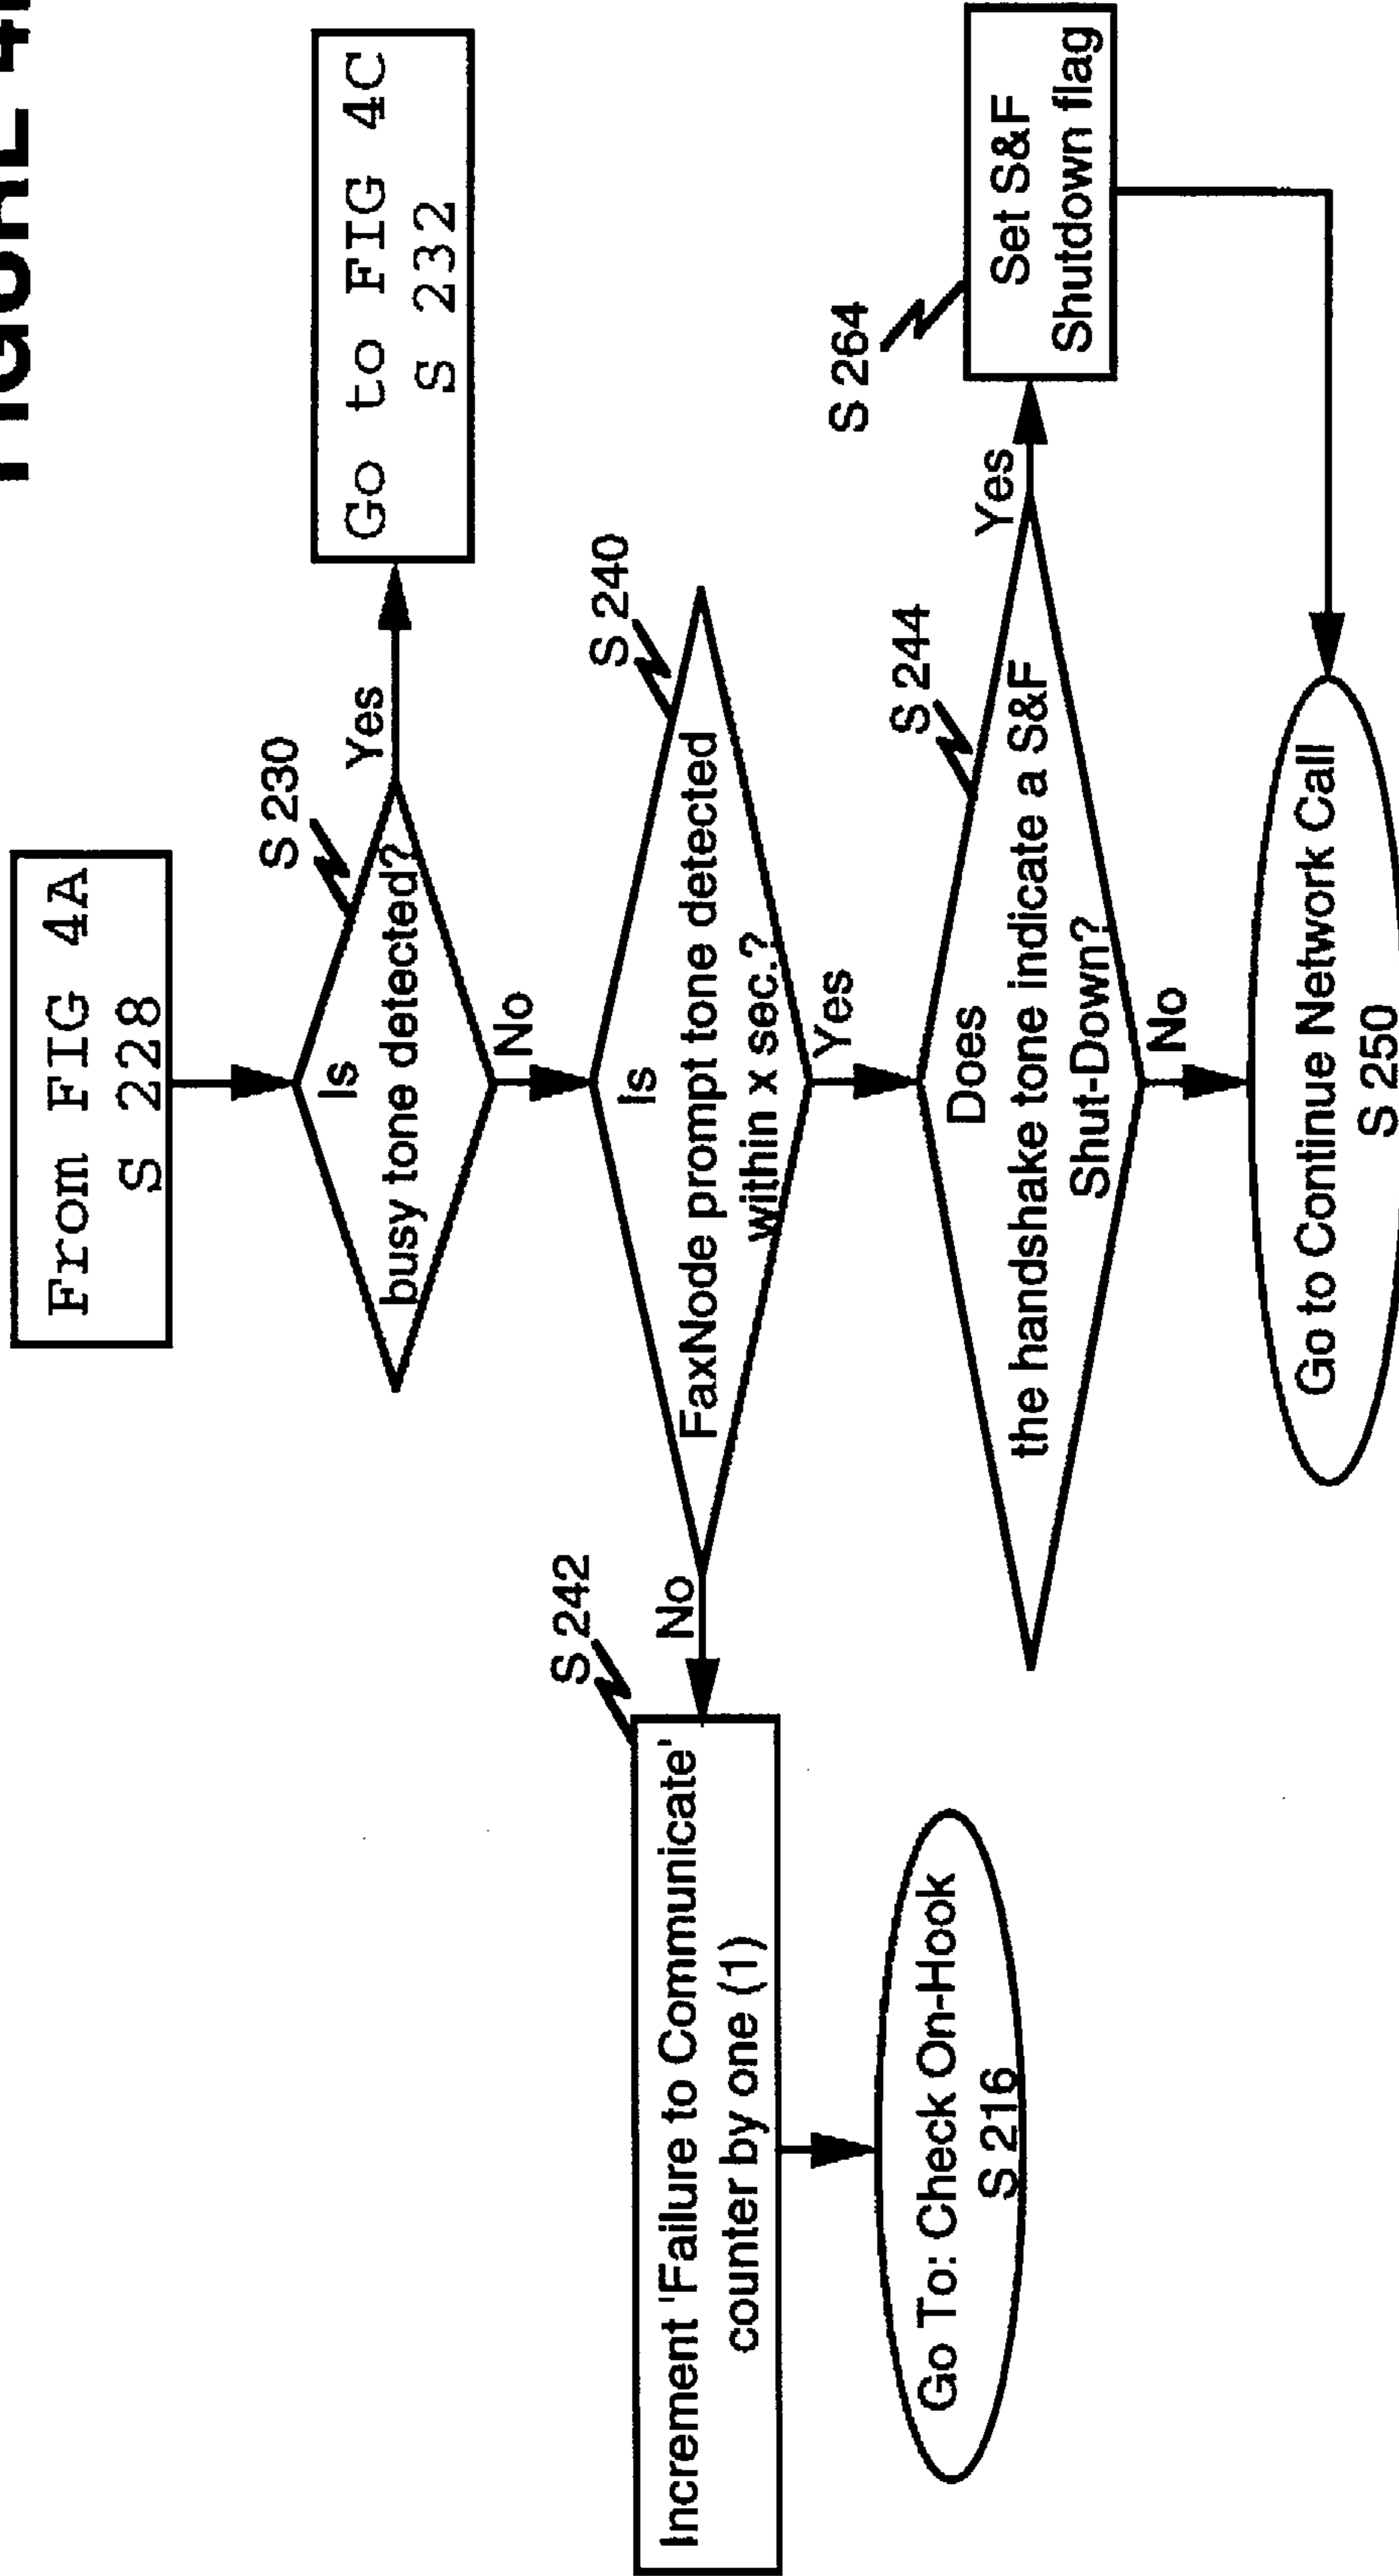 From FIG 4A
S 228
S 230
Is
busy tone detected?
Yes
Go to FIG 4C
S 232
No
S 240
Is
FaxNode prompt tone detected
within x sec.?
No
S 242
Increment 'Failure to Communicate'
counter by one (1)
Go To: Check On-Hook
S 216
Yes
S 244
Does
the handshake tone indicate a S&F
Shut-Down?
Yes
S 264
Set S&F
Shutdown flag
No
Go to Continue Network Call
S 250